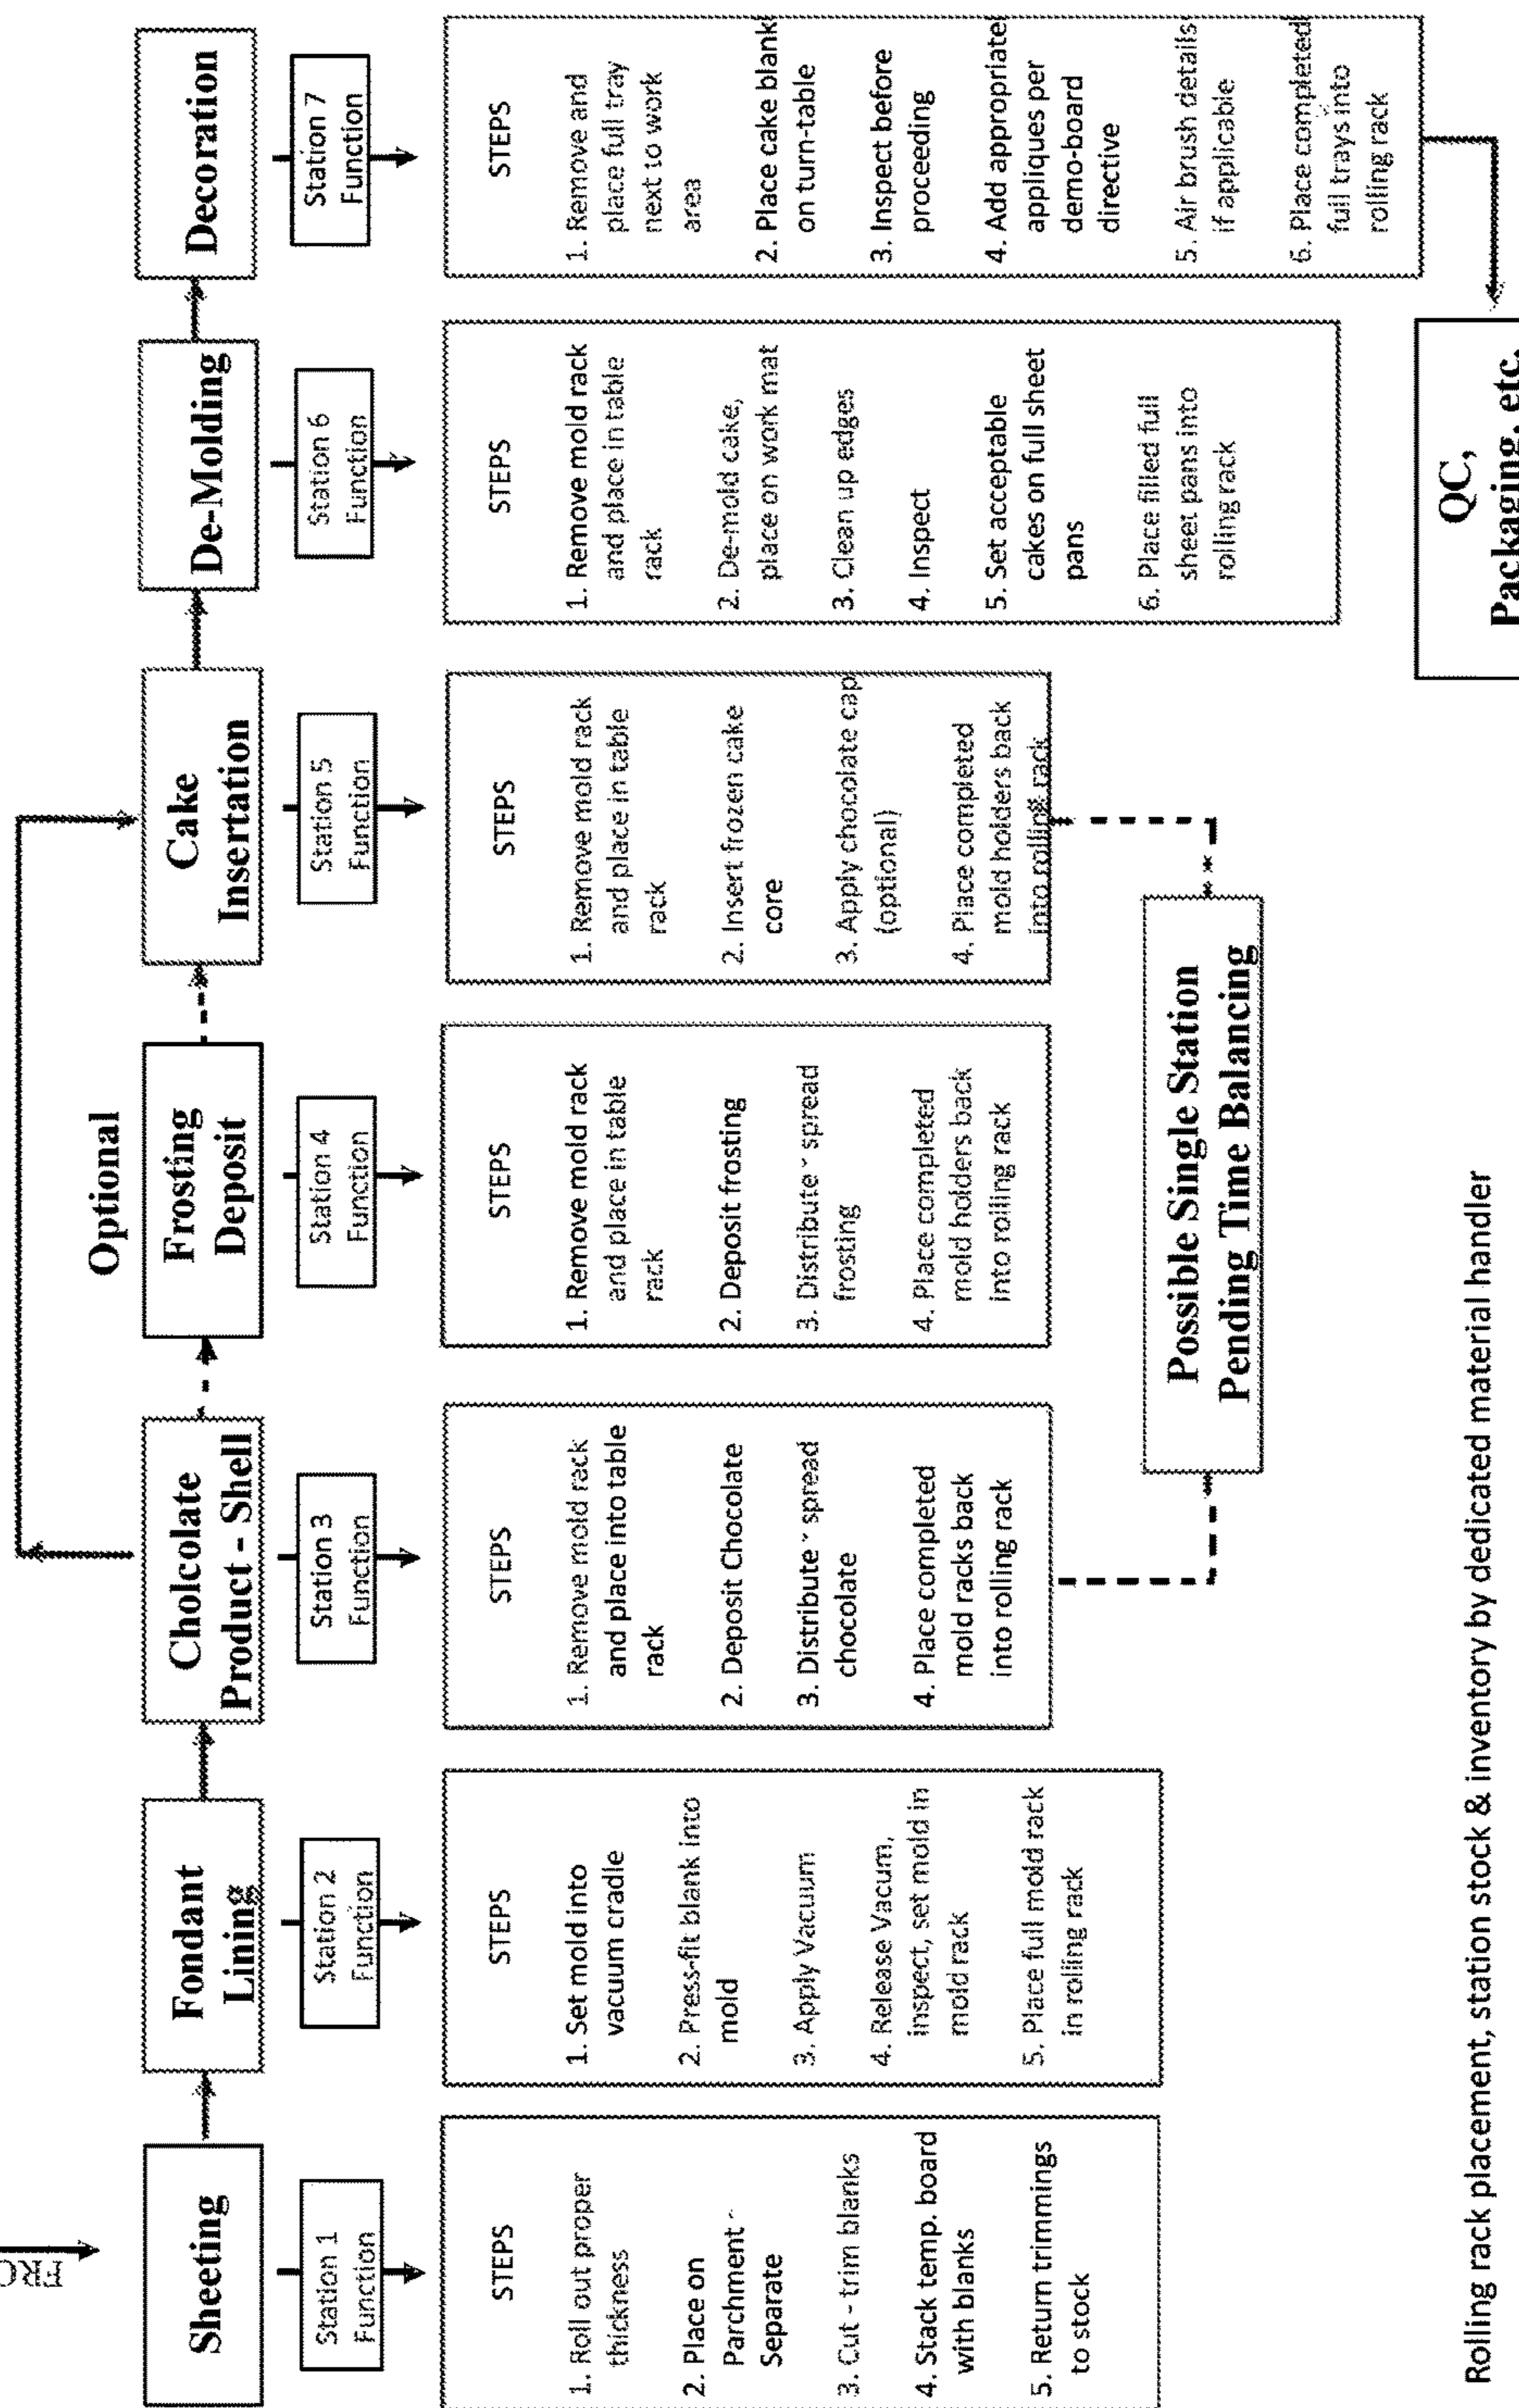 FRO
Sheeting
Station 1
Function
STEPS
1. Roll out proper
thickness
2. Place on
Parchment -
Separate
3. Cut - trim blanks
4. Stack temp. board
with blanks
5. Return trimmings
to stock
Fondant
Lining
Station 2
Function
STEPS
1. Set mold into
vacuum cradle
2. Press-fit blank into
mold
3. Apply Vacuum
4. Release Vacum,
inspect, set mold in
mold rack
5. Place full mold rack
in rolling rack
Cholcolate
Product - Shell
Station 3
Function
STEPS
1. Remove mold rack
and place into table
rack
2. Deposit Chocolate
3. Distribute - spread
chocolate
4. Place completed
mold racks back
into rolling rack
Optional
Frosting
Deposit
Station 4
Function
STEPS
1. Remove mold rack
and place in table
rack
2. Deposit frosting
3. Distribute - spread
frosting
4. Place completed
mold holders back
into rolling rack
Cake
Insertation
Station 5
Function
STEPS
1. Remove mold rack
and place in table
rack
2. Insert frozen cake
core
3. Apply chocolate cap
(optional)
4. Place completed
mold holders back
into rolling rack
Possible Single Station
Pending Time Balancing
De-Molding
Station 6
Function
STEPS
1. Remove mold rack
and place in table
rack
2. De-mold cake,
place on work mat
3. Clean up edges
4. Inspect
5. Set acceptable
cakes on full sheet
pans
6. Place filled full
sheet pans into
rolling rack
Decoration
Station 7
Function
STEPS
1. Remove and
place full tray
next to work
area
2. Place cake blank
on turn-table
3. Inspect before
proceeding
4. Add appropriate
appliques per
demo-board
directive
5. Air brush details
if applicable
6. Place completed
full trays into
rolling rack
QC,
Packaging, etc.
Rolling rack placement, station stock & inventory by dedicated material handler